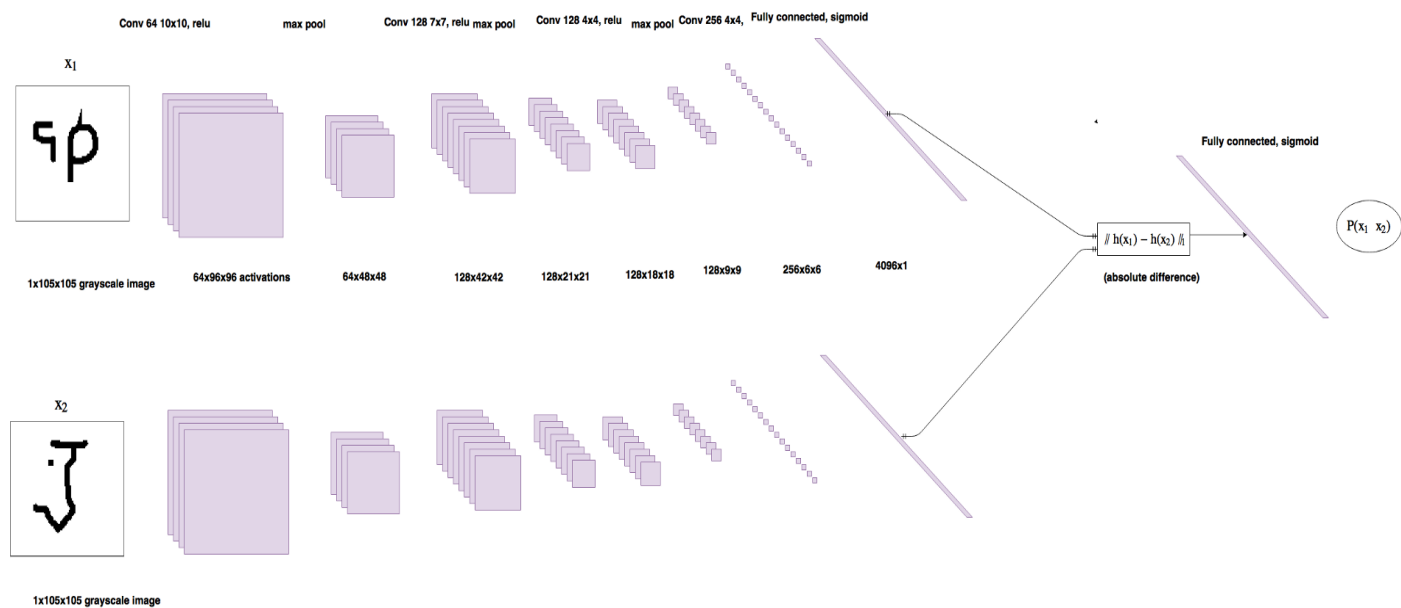 Conv 64 10x10, relu
max pool
Conv 128 7x7, relu
max pool
Conv 128 4x4, relu
max pool
Conv 256 4x4,
Fully connected, sigmoid
x₁
Fully connected, sigmoid
P(x₁ x₂)
// h(x₁) − h(x₂) //₁
(absolute difference)
1x105x105 grayscale image
64x96x96 activations
64x48x48
128x42x42
128x21x21
128x18x18
128x9x9
256x6x6
4096x1
x₂
1x105x105 grayscale image